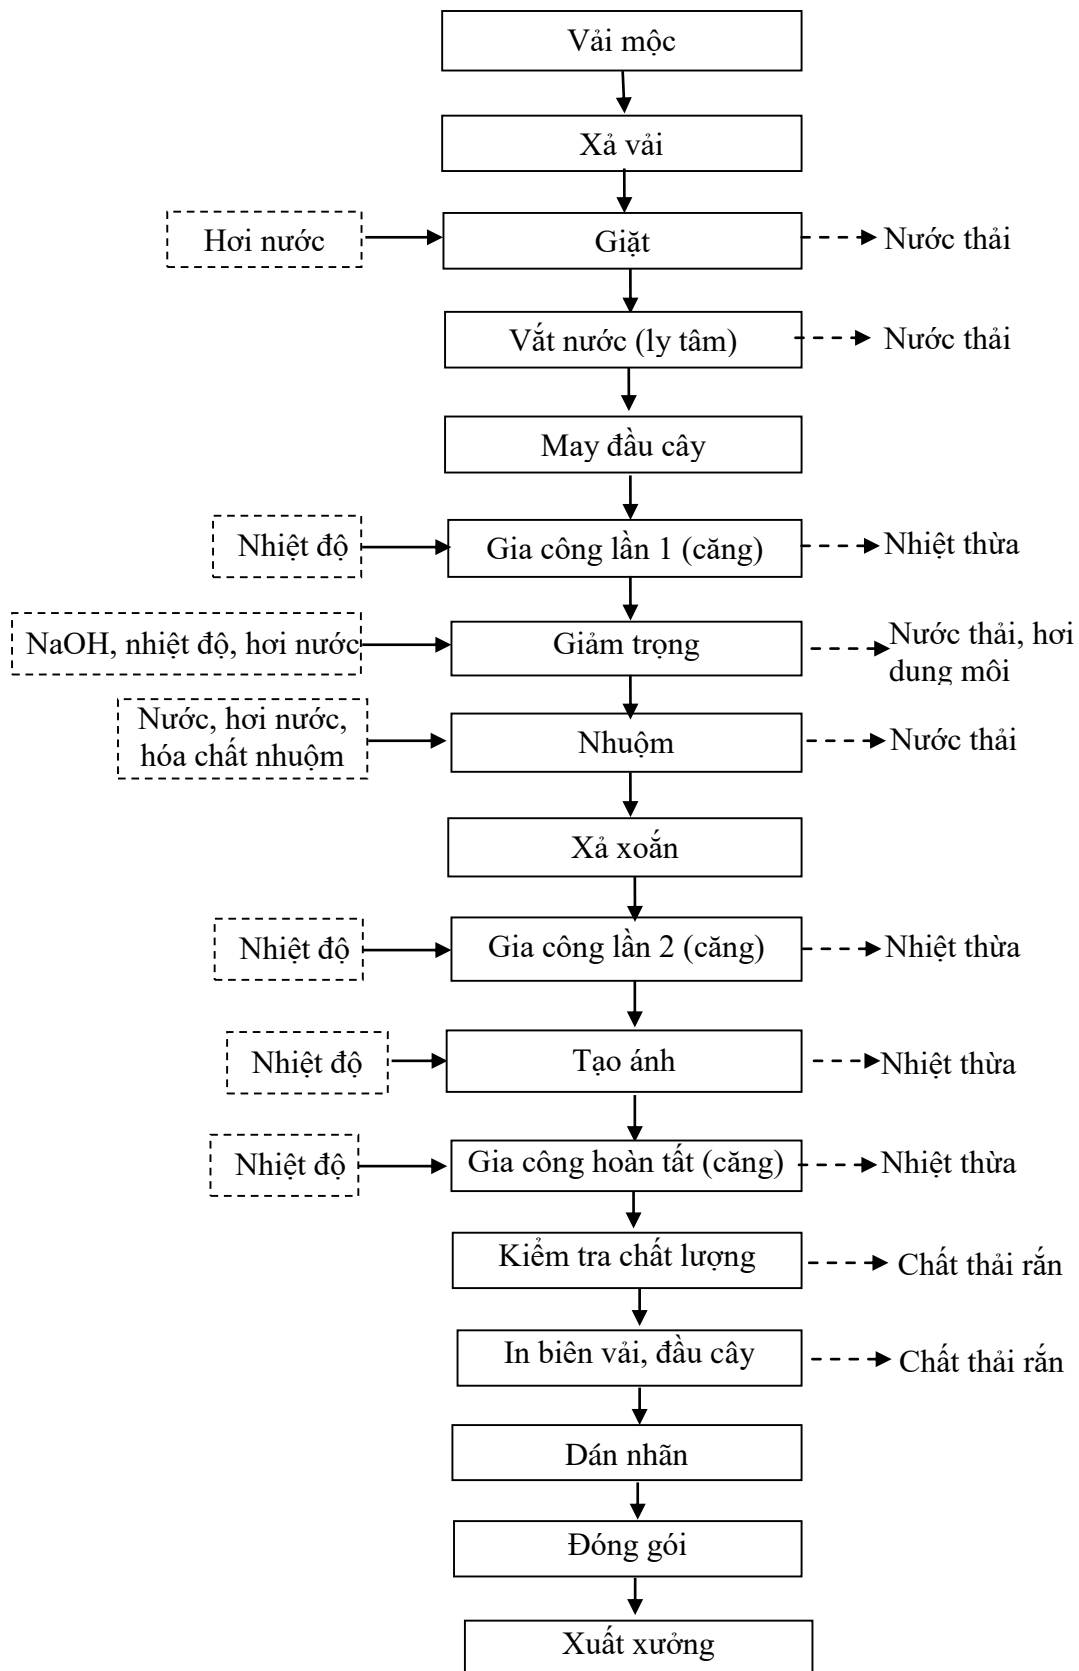 Vải mộc
Xả vải
Hơi nước
Giặt
Nước thải
Vắt nước (ly tâm)
Nước thải
May đầu cây
Nhiệt độ
Gia công lần 1 (căng)
Nhiệt thừa
NaOH, nhiệt độ, hơi nước
Giảm trọng
Nước thải, hơi
dung môi
Nước, hơi nước,
hóa chất nhuộm
Nhuộm
Nước thải
Xả xoắn
Nhiệt độ
Gia công lần 2 (căng)
Nhiệt thừa
Nhiệt độ
Tạo ánh
Nhiệt thừa
Nhiệt độ
Gia công hoàn tất (căng)
Nhiệt thừa
Kiểm tra chất lượng
Chất thải rắn
In biên vải, đầu cây
Chất thải rắn
Dán nhãn
Đóng gói
Xuất xưởng